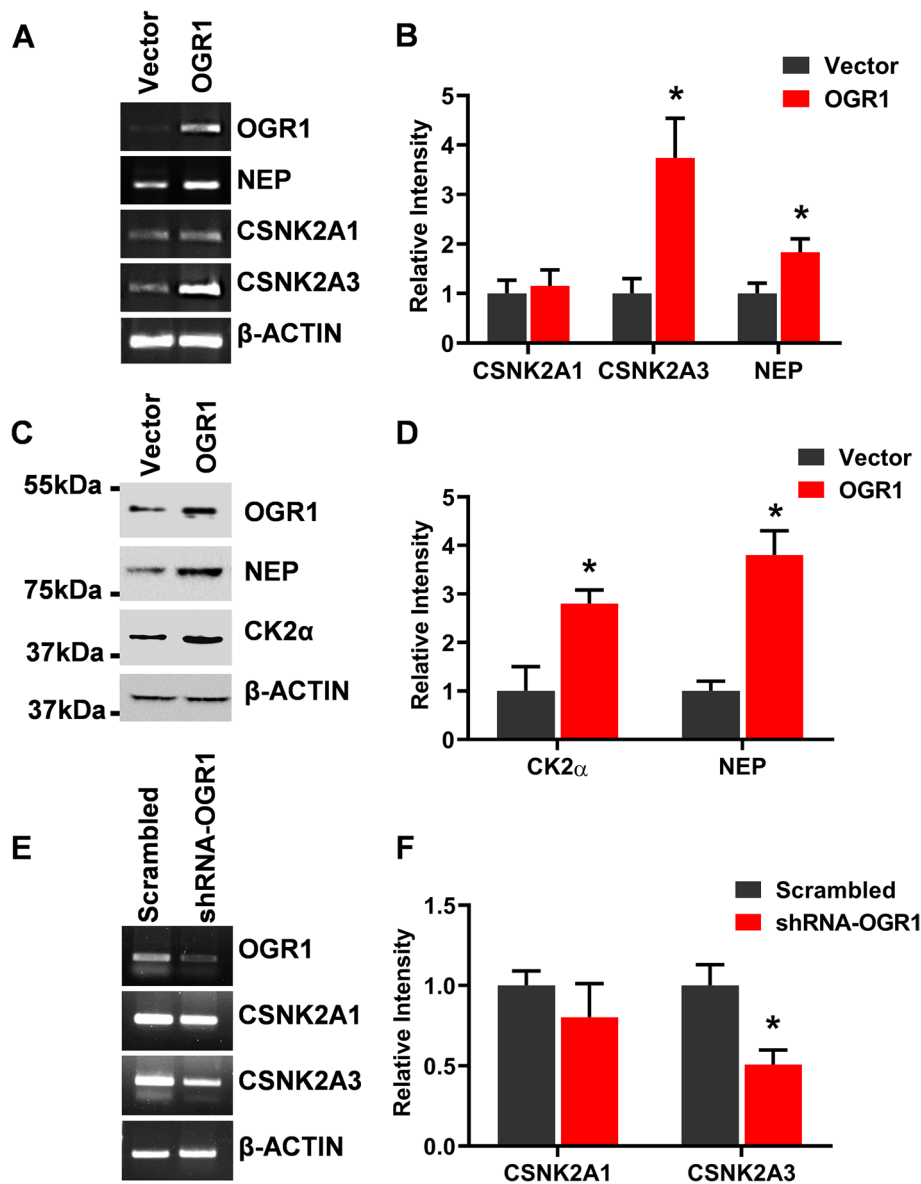 A
Vector
OGR1
OGR1
NEP
CSNK2A1
CSNK2A3
β-ACTIN
B
Vector
OGR1
Relative Intensity
5
4
3
2
1
0
*
*
CSNK2A1
CSNK2A3
NEP
C
Vector
OGR1
55kDa
OGR1
NEP
75kDa
CK2α
37kDa
β-ACTIN
37kDa
D
Vector
OGR1
Relative Intensity
5
4
3
2
1
0
*
*
CK2α
NEP
E
Scrambled
shRNA-OGR1
OGR1
CSNK2A1
CSNK2A3
β-ACTIN
F
Scrambled
shRNA-OGR1
Relative Intensity
1.5
1.0
0.5
0.0
*
CSNK2A1
CSNK2A3